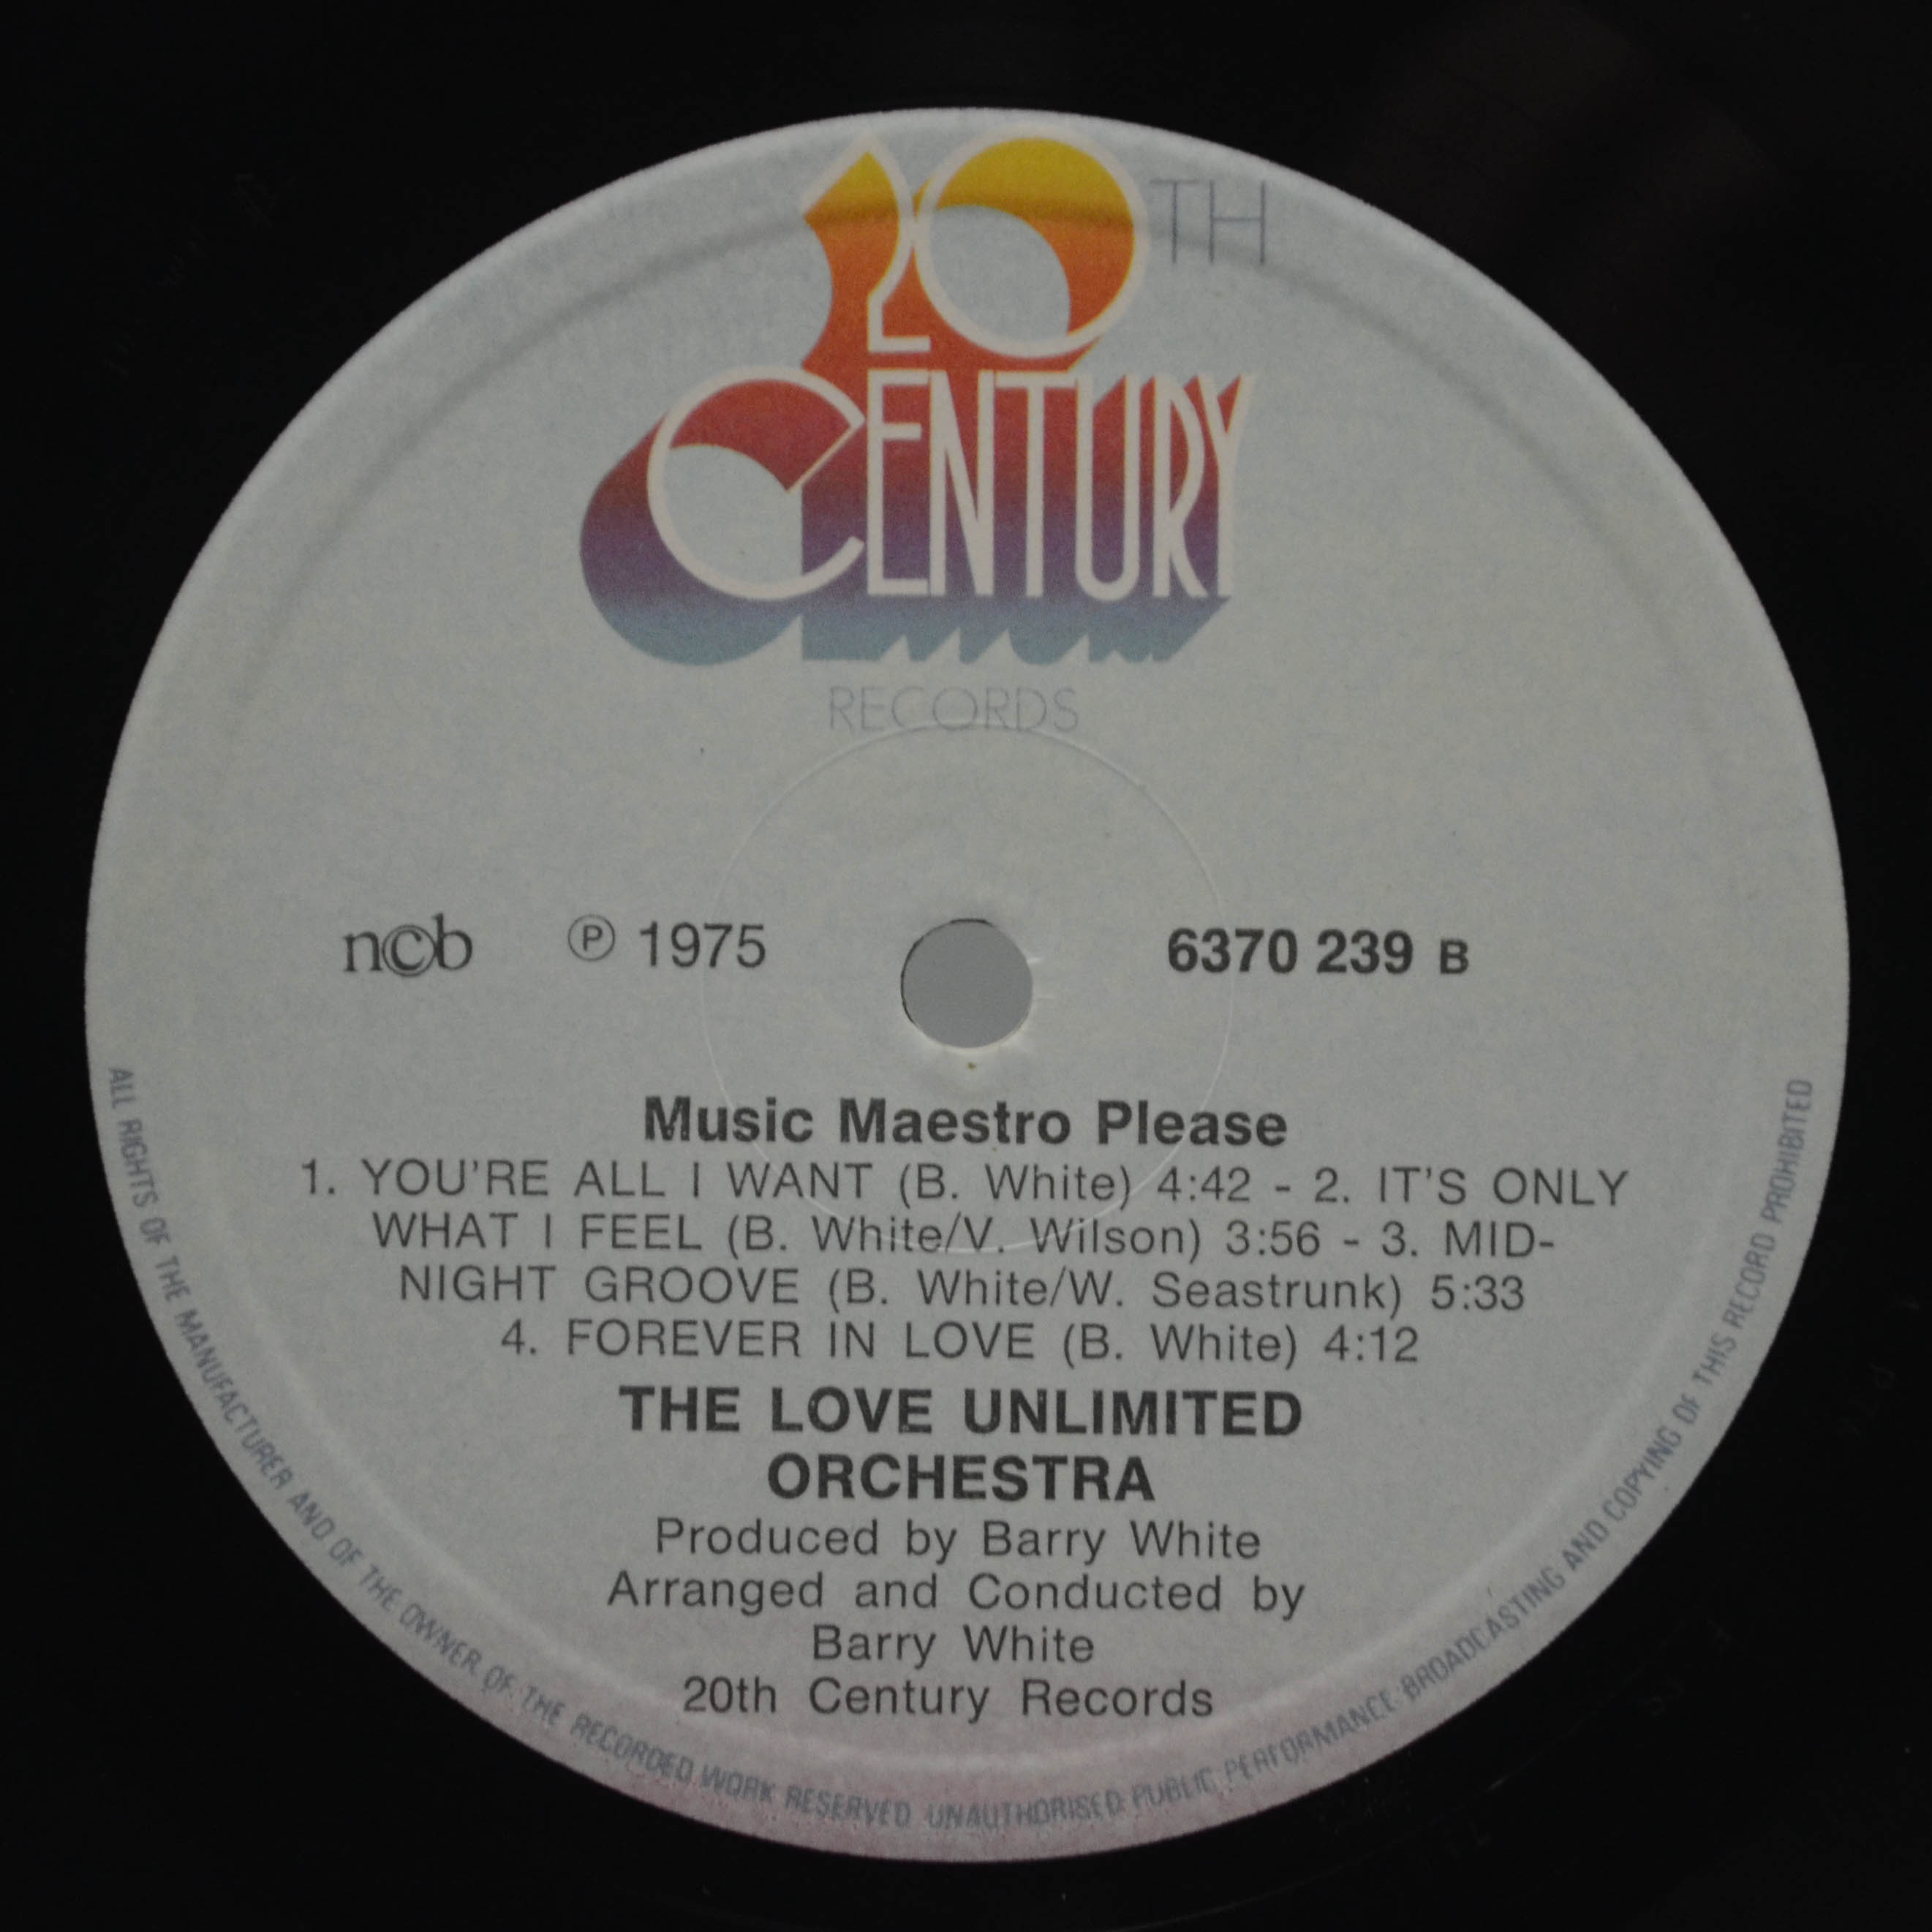 20TH
CENTURY
RECORDS
n©b ℗ 1975 6370 239 B
Music Maestro Please
1. YOU'RE ALL I WANT (B. White) 4:42 - 2. IT'S ONLY
WHAT I FEEL (B. White/V. Wilson) 3:56 - 3. MID-
NIGHT GROOVE (B. White/W. Seastrunk) 5:33
4. FOREVER IN LOVE (B. White) 4:12
THE LOVE UNLIMITED
ORCHESTRA
Produced by Barry White
Arranged and Conducted by
Barry White
20th Century Records
ALL RIGHTS OF THE MANUFACTURER AND OF THE OWNER OF THE RECORDED WORK RESERVED UNAUTHORISED PUBLIC PERFORMANCE BROADCASTING AND COPYING OF THIS RECORD PROHIBITED